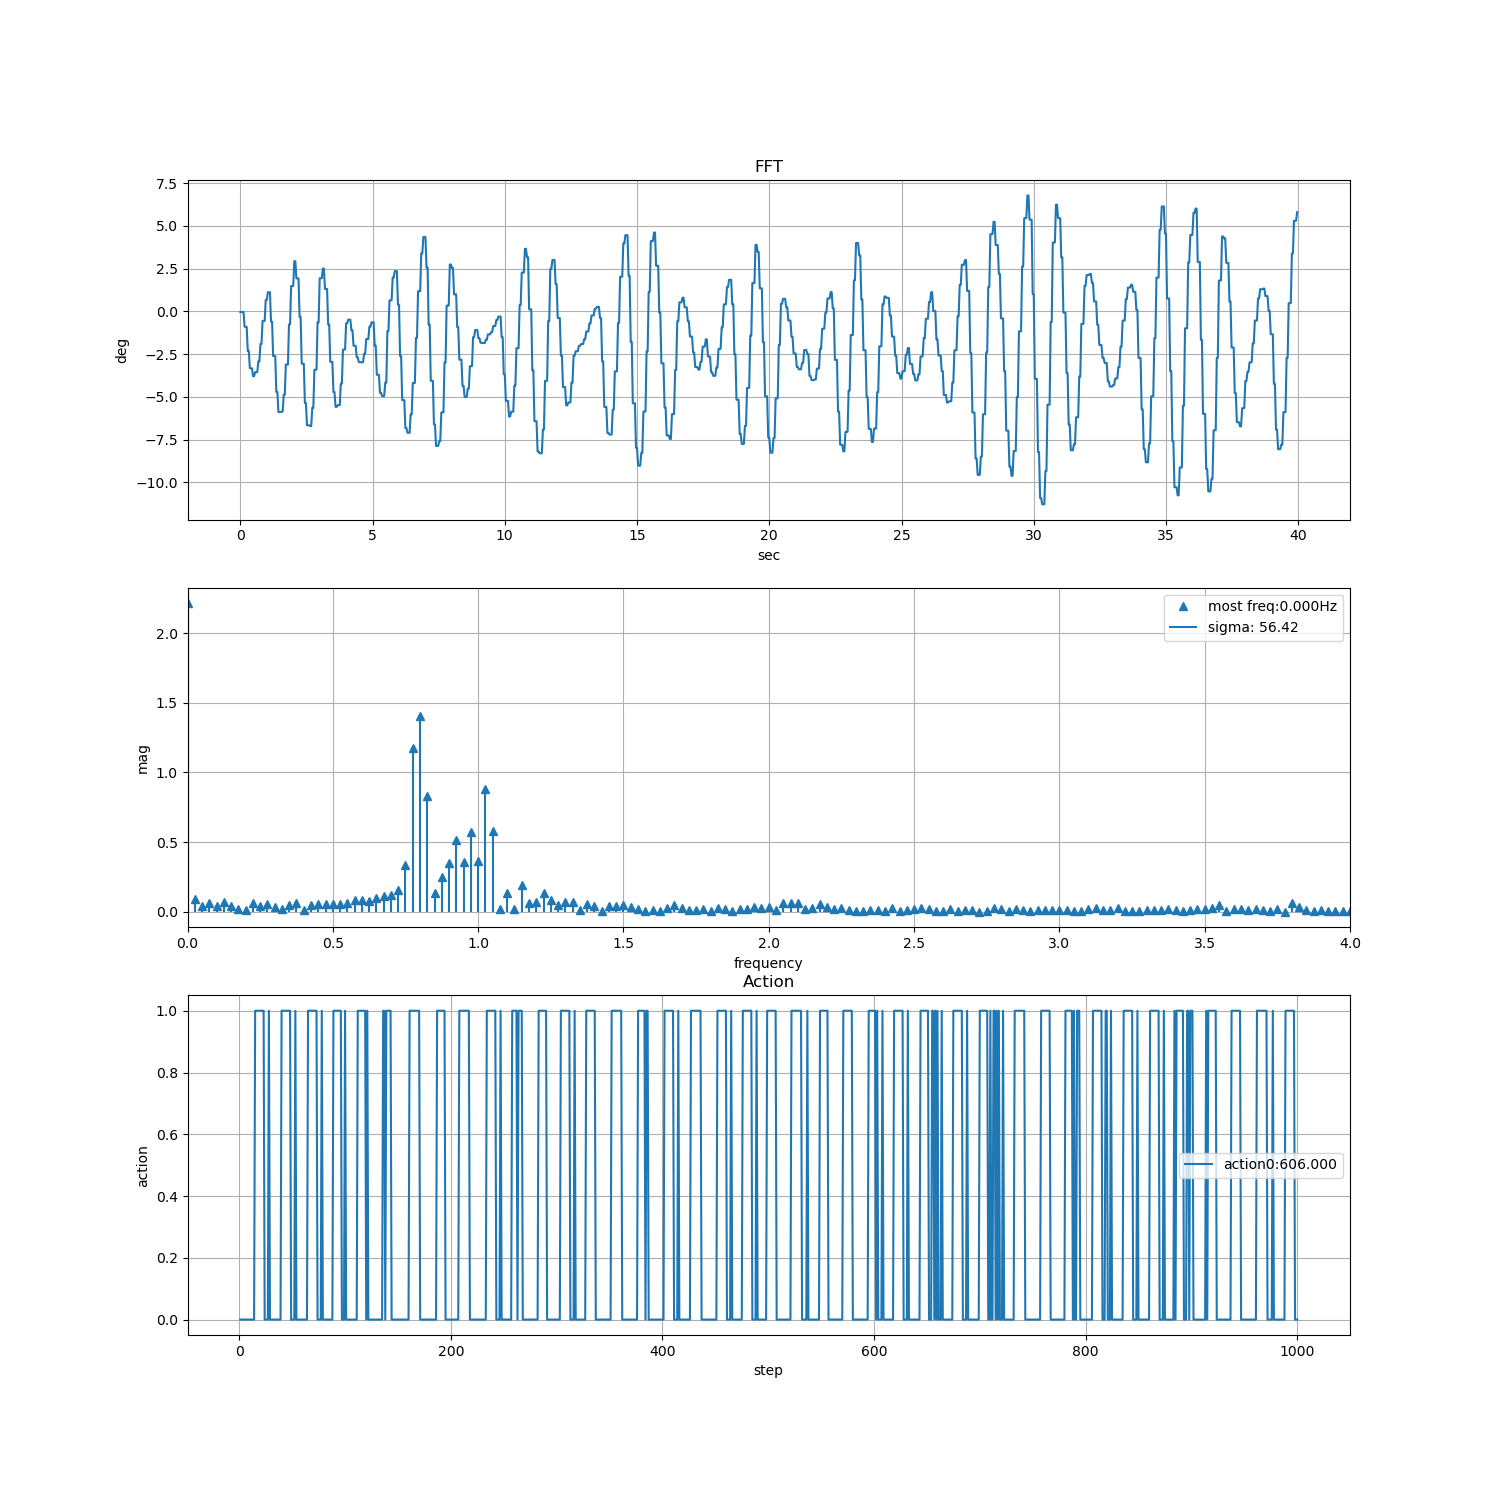 FFT
7.5
5.0
2.5
0.0
−2.5
−5.0
−7.5
−10.0
deg
0 5 10 15 20 25 30 35 40
sec
most freq:0.000Hz
sigma: 56.42
2.0
1.5
1.0
0.5
0.0
mag
0.0 0.5 1.0 1.5 2.0 2.5 3.0 3.5 4.0
frequency
Action
1.0
0.8
0.6
0.4
0.2
0.0
action
action0:606.000
0 200 400 600 800 1000
step